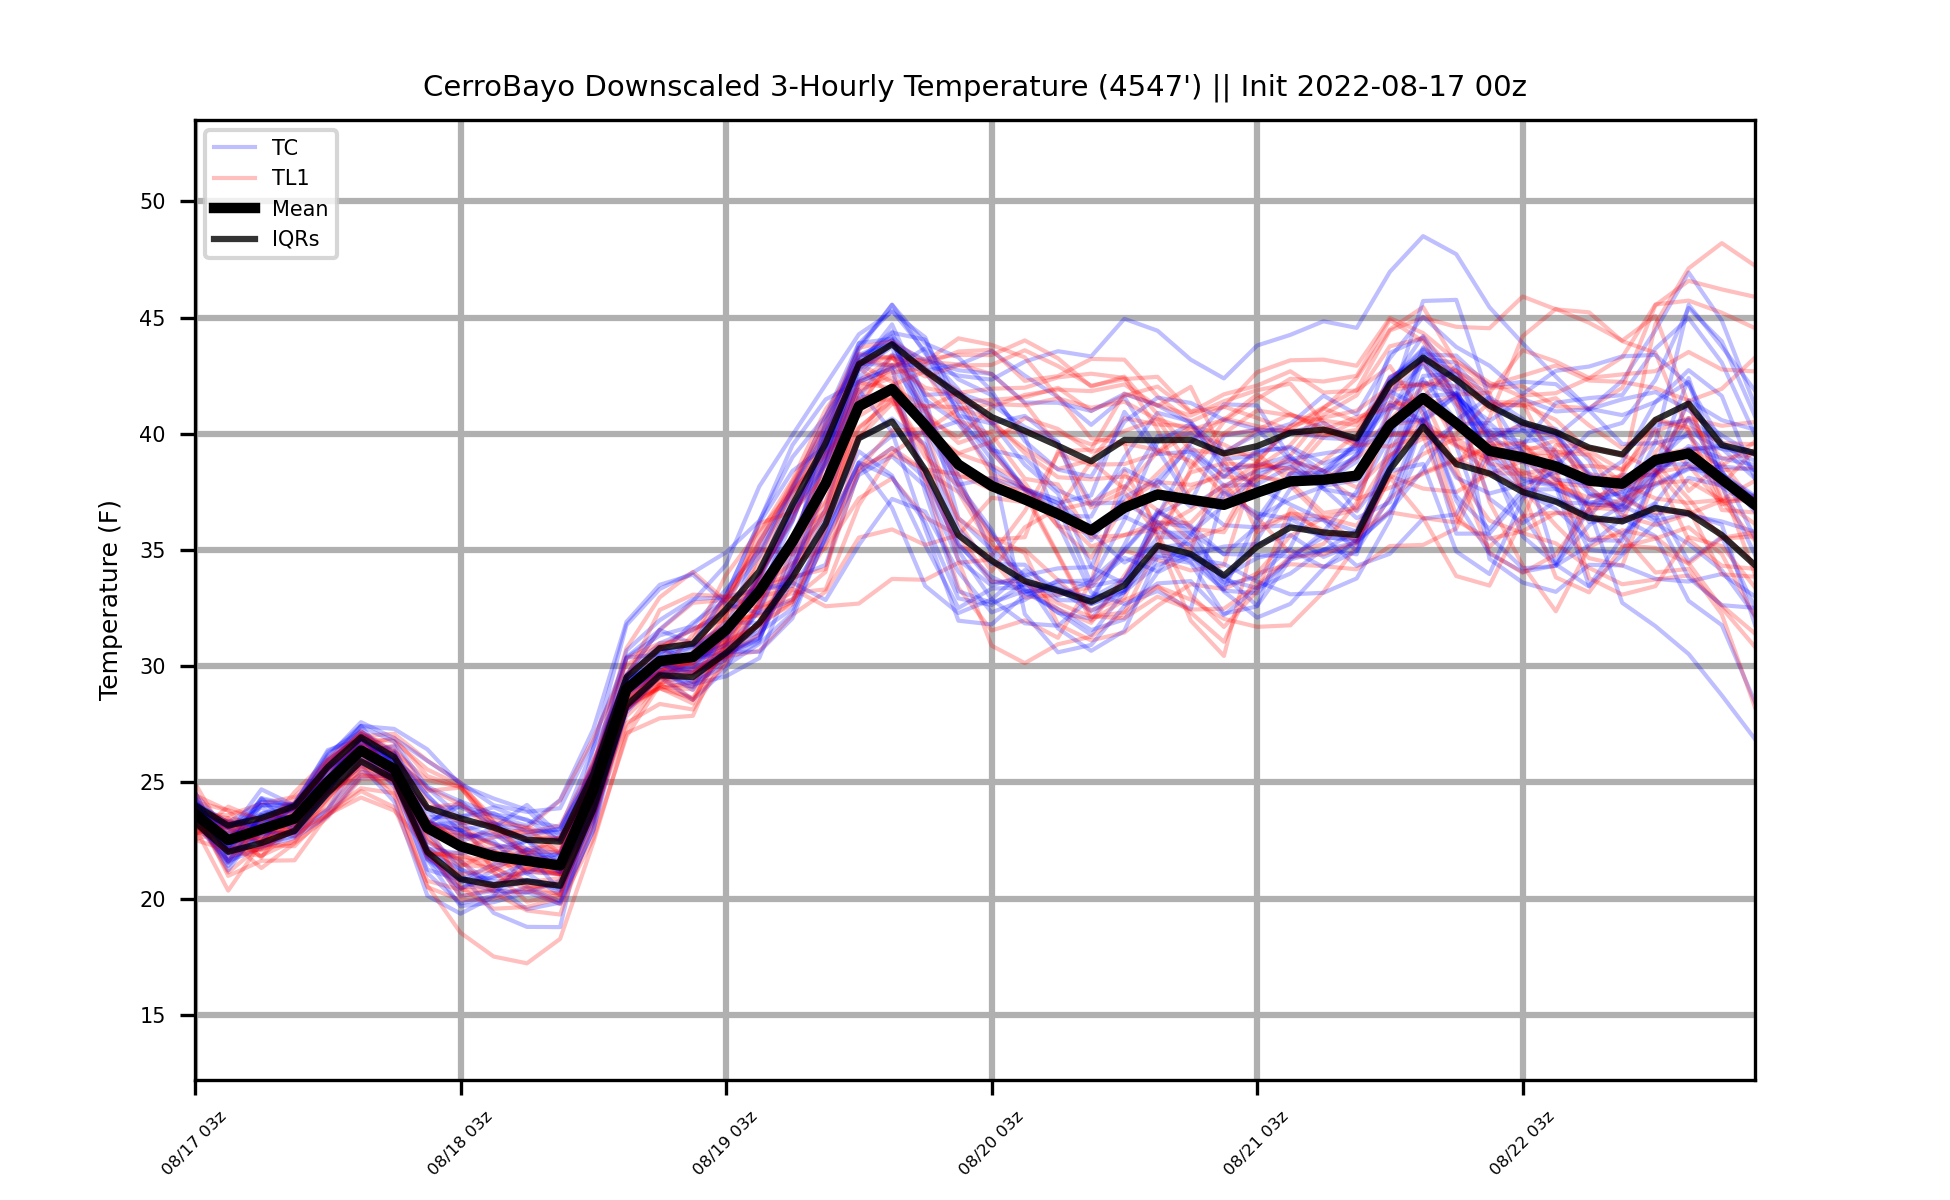 CerroBayo Downscaled 3-Hourly Temperature (4547') || Init 2022-08-17 00z
TC
TL1
Mean
IQRs
Temperature (F)
50
45
40
35
30
25
20
15
08/17 03z
08/18 03z
08/19 03z
08/20 03z
08/21 03z
08/22 03z